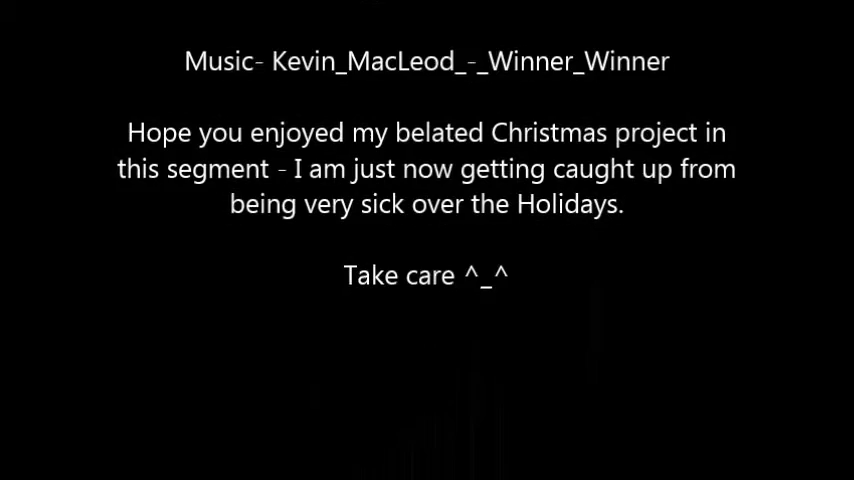 Music- Kevin_MacLeod_-_Winner_Winner
Hope you enjoyed my belated Christmas project in
this segment - I am just now getting caught up from
being very sick over the Holidays.
Take care ^_^